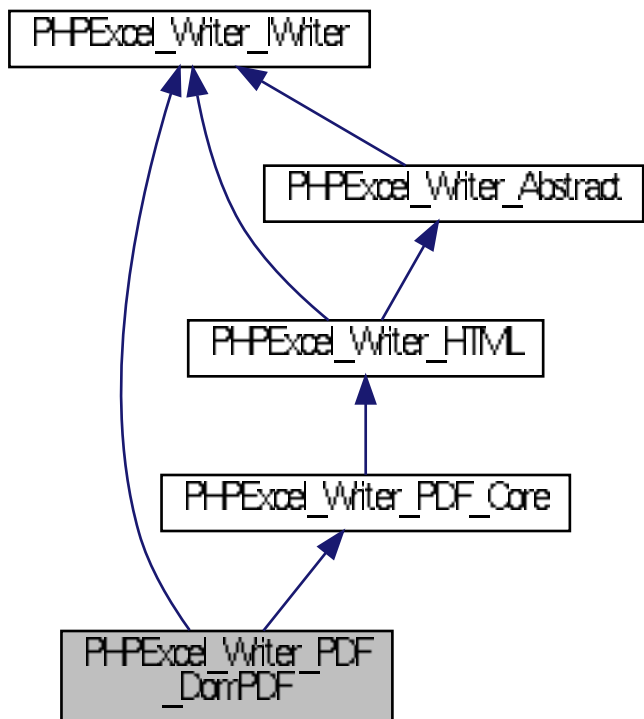 PHPExcel_Writer_IWriter
PHPExcel_Writer_Abstract
PHPExcel_Writer_HTML
PHPExcel_Writer_PDF_Core
PHPExcel_Writer_PDF
_DomPDF